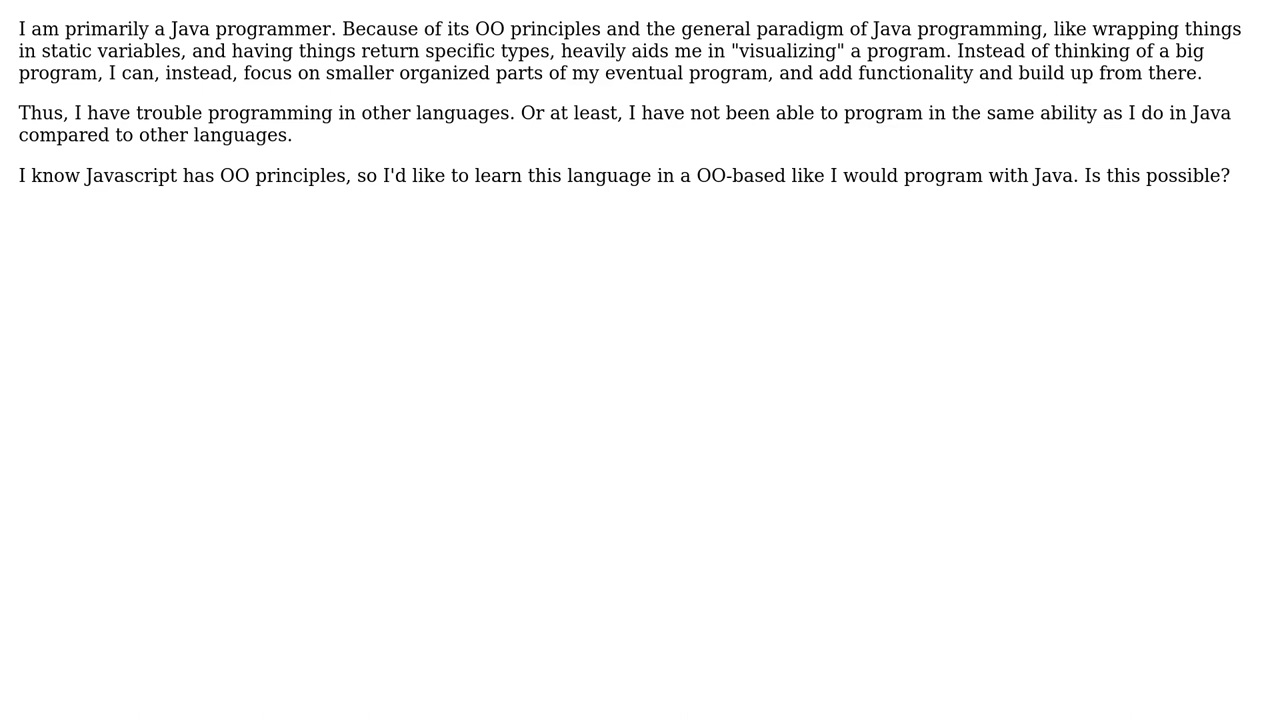 I am primarily a Java programmer. Because of its OO principles and the general paradigm of Java programming, like wrapping things
in static variables, and having things return specific types, heavily aids me in "visualizing" a program. Instead of thinking of a big
program, I can, instead, focus on smaller organized parts of my eventual program, and add functionality and build up from there.
Thus, I have trouble programming in other languages. Or at least, I have not been able to program in the same ability as I do in Java
compared to other languages.
I know Javascript has OO principles, so I'd like to learn this language in a OO-based like I would program with Java. Is this possible?